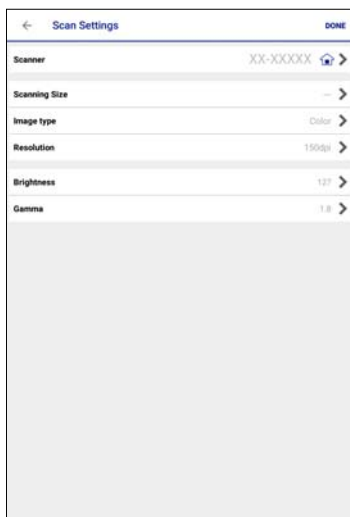 Scan Settings DONE
Scanner XX-XXXXX
Scanning Size --
Image type Color
Resolution 150dpi
Brightness 127
Gamma 1.8